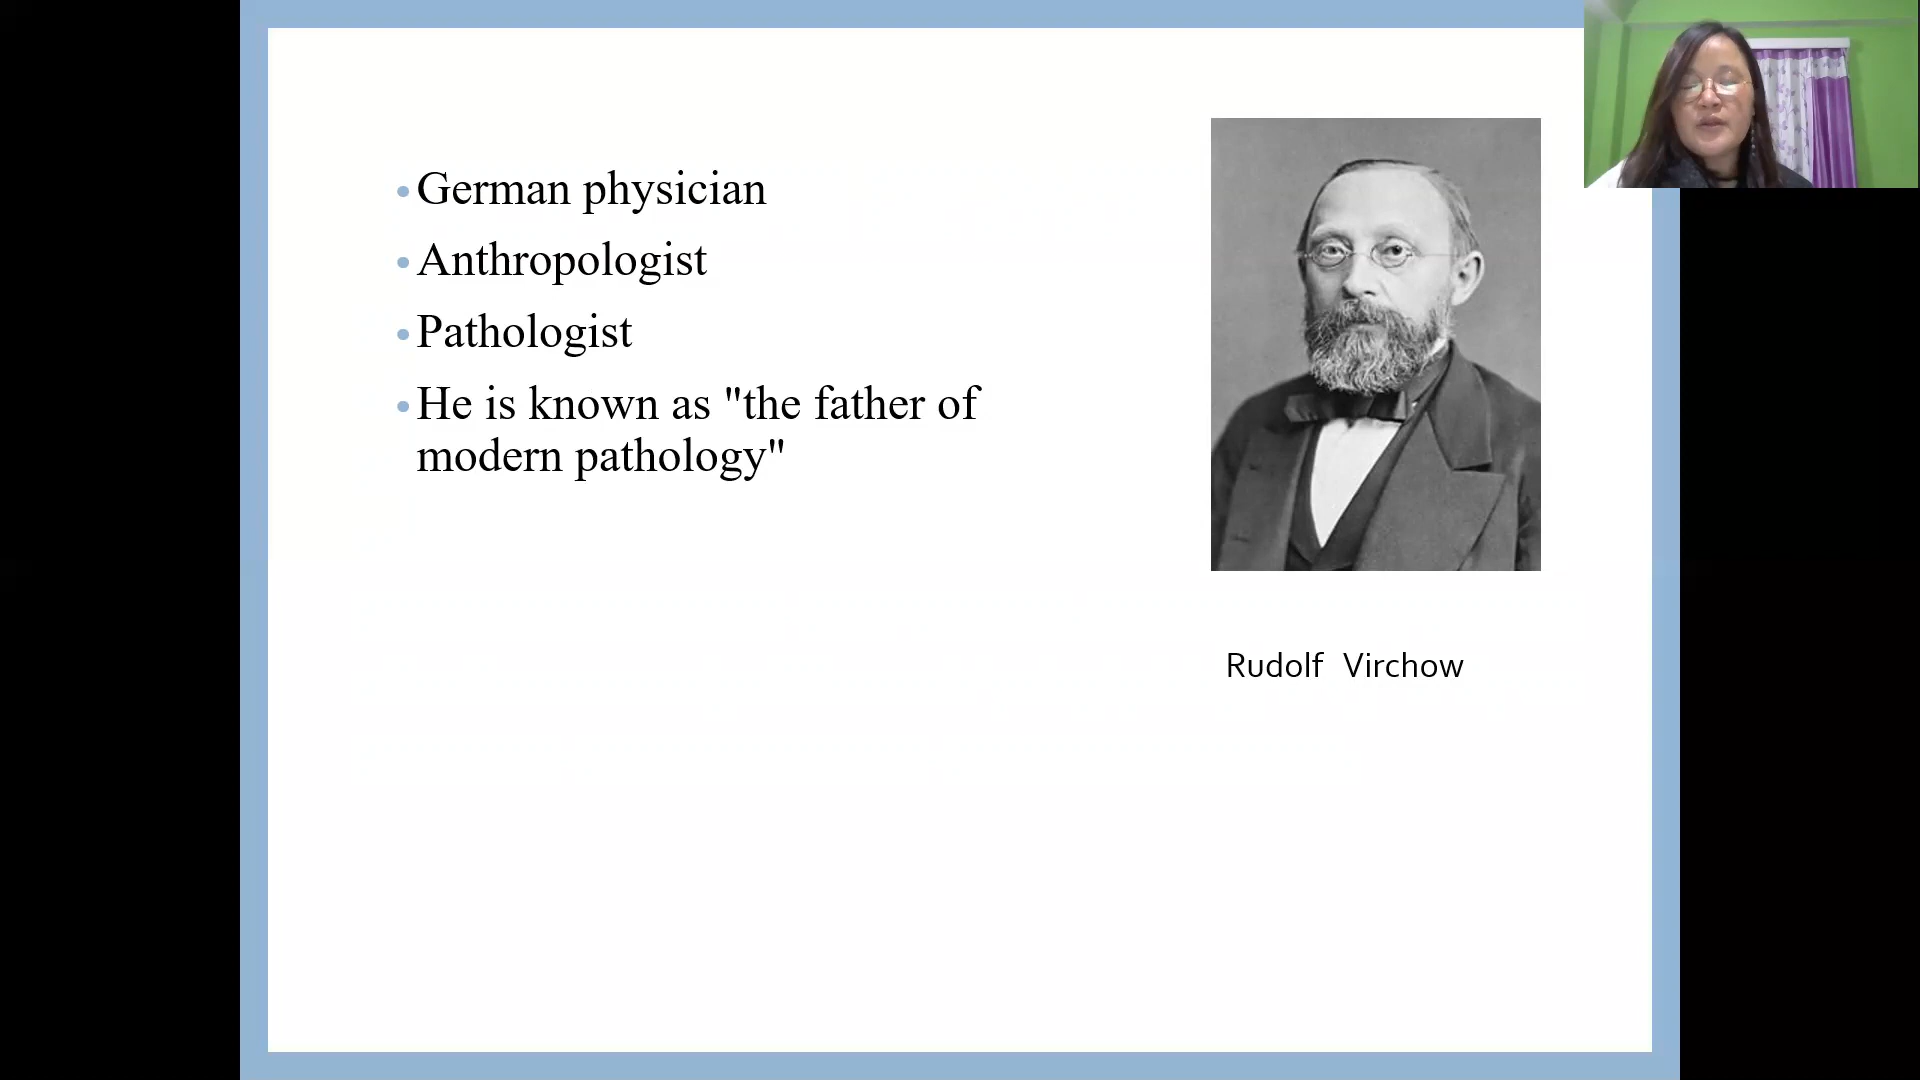 • German physician
• Anthropologist
• Pathologist
• He is known as "the father of
modern pathology"
Rudolf Virchow